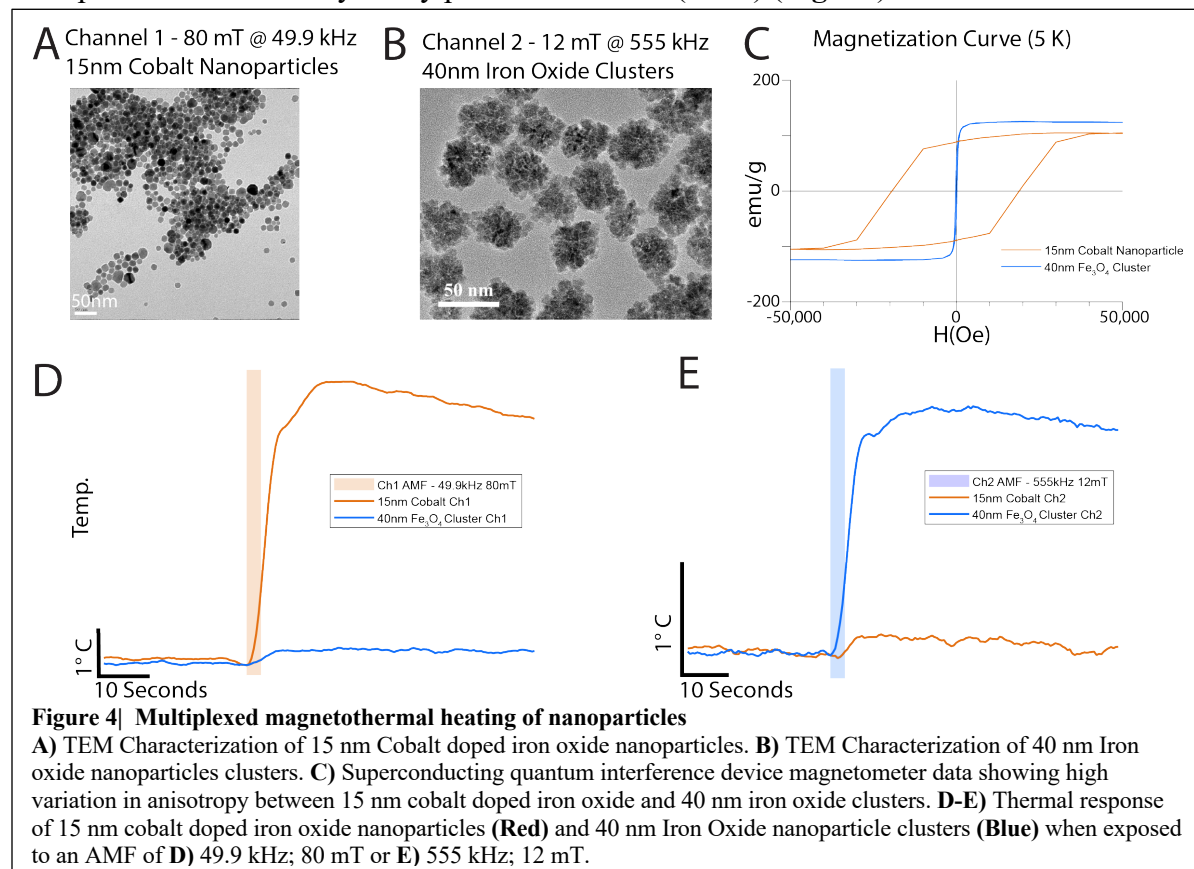 A
Channel 1 - 80 mT @ 49.9 kHz
15nm Cobalt Nanoparticles
50nm
B
Channel 2 - 12 mT @ 555 kHz
40nm Iron Oxide Clusters
50 nm
C
Magnetization Curve (5 K)
200
0
-200
emu/g
-50,000
0
50,000
H(Oe)
15nm Cobalt Nanoparticle
40nm Fe₃O₄ Cluster
D
Temp.
1° C
10 Seconds
Ch1 AMF - 49.9kHz 80mT
15nm Cobalt Ch1
40nm Fe₃O₄ Cluster Ch1
E
1° C
10 Seconds
Ch2 AMF - 555kHz 12mT
15nm Cobalt Ch2
40nm Fe₃O₄ Cluster Ch2
Figure 4| Multiplexed magnetothermal heating of nanoparticles
A) TEM Characterization of 15 nm Cobalt doped iron oxide nanoparticles. B) TEM Characterization of 40 nm Iron
oxide nanoparticles clusters. C) Superconducting quantum interference device magnetometer data showing high
variation in anisotropy between 15 nm cobalt doped iron oxide and 40 nm iron oxide clusters. D-E) Thermal response
of 15 nm cobalt doped iron oxide nanoparticles (Red) and 40 nm Iron Oxide nanoparticle clusters (Blue) when exposed
to an AMF of D) 49.9 kHz; 80 mT or E) 555 kHz; 12 mT.